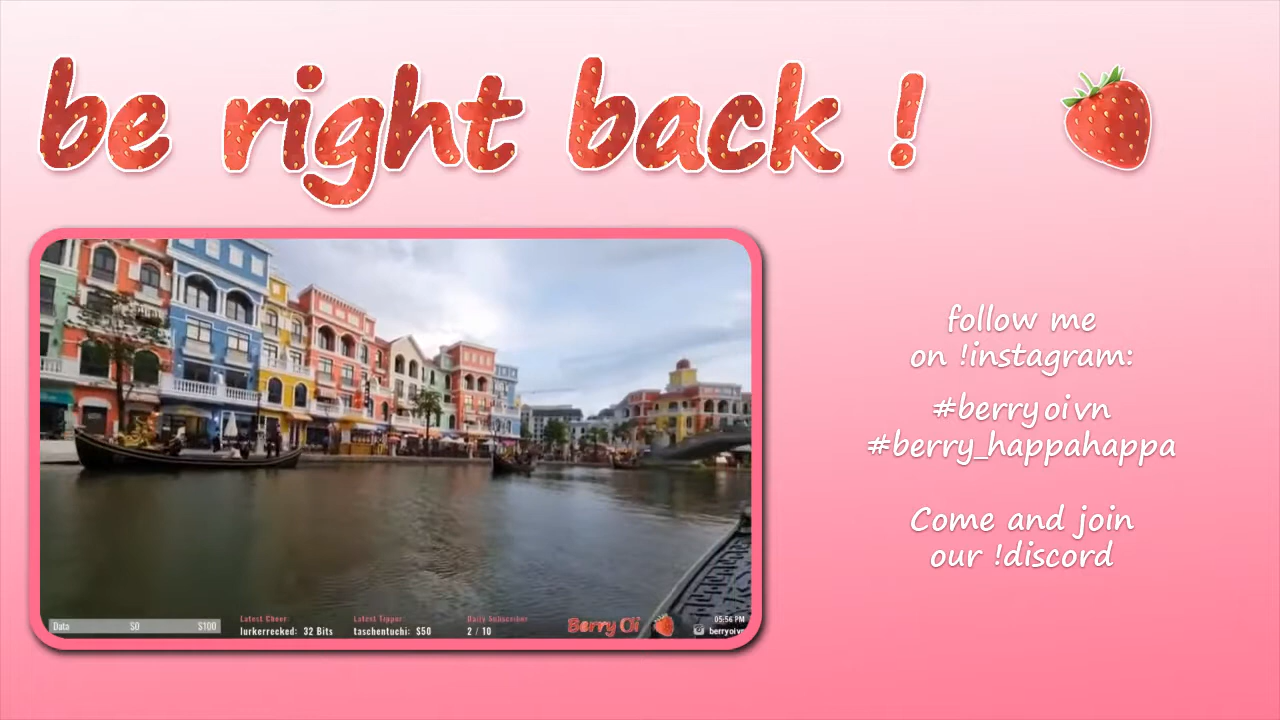 be right back !
follow me
on !instagram:
#berryoivn
#berry_happahappa
Come and join
our !discord
Data $0 $100
Latest Cheer:
lurkerrecked: 32 Bits
Latest Tipper:
taschentuchi: $50
Daily Subscriber
2 / 10
Berry Oi
05:56 PM
berryoivn